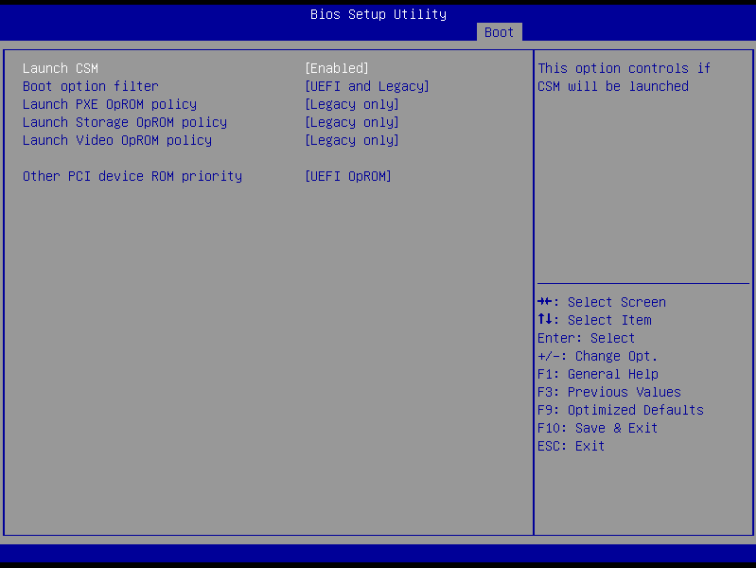 Bios Setup Utility
Boot
Launch CSM [Enabled]
Boot option filter [UEFI and Legacy]
Launch PXE OpROM policy [Legacy only]
Launch Storage OpROM policy [Legacy only]
Launch Video OpROM policy [Legacy only]
Other PCI device ROM priority [UEFI OpROM]
This option controls if
CSM will be launched
→←: Select Screen
↑↓: Select Item
Enter: Select
+/-: Change Opt.
F1: General Help
F3: Previous Values
F9: Optimized Defaults
F10: Save & Exit
ESC: Exit